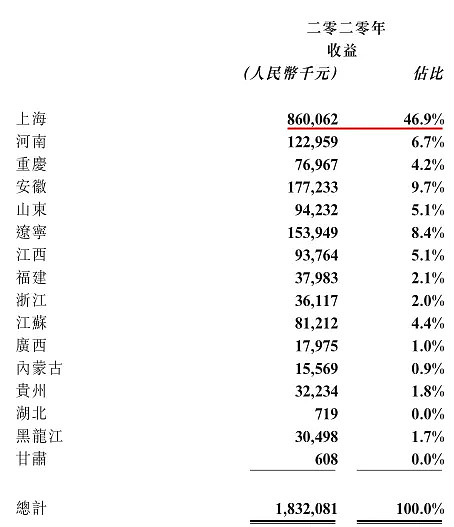 二零二零年
收益
(人民幣千元) 佔比
上海 860,062 46.9%
河南 122,959 6.7%
重慶 76,967 4.2%
安徽 177,233 9.7%
山東 94,232 5.1%
遼寧 153,949 8.4%
江西 93,764 5.1%
福建 37,983 2.1%
浙江 36,117 2.0%
江蘇 81,212 4.4%
廣西 17,975 1.0%
內蒙古 15,569 0.9%
貴州 32,234 1.8%
湖北 719 0.0%
黑龍江 30,498 1.7%
甘肅 608 0.0%
總計 1,832,081 100.0%